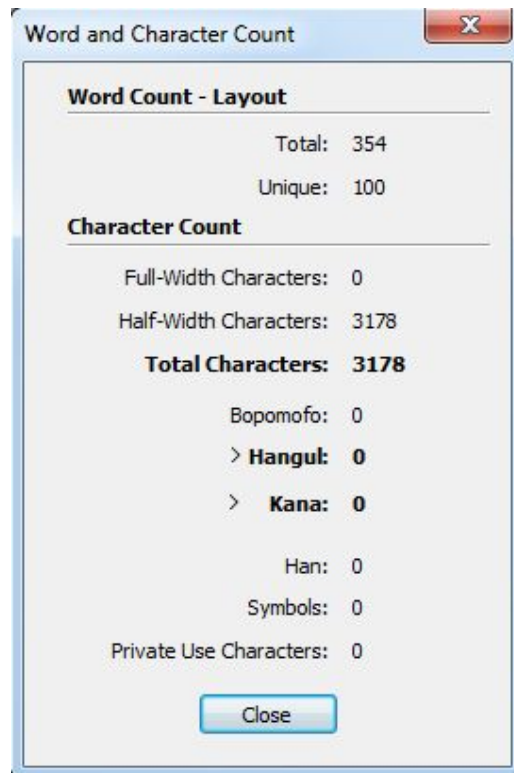 Word and Character Count
Word Count - Layout
Total: 354
Unique: 100
Character Count
Full-Width Characters: 0
Half-Width Characters: 3178
Total Characters: 3178
Bopomofo: 0
> Hangul: 0
> Kana: 0
Han: 0
Symbols: 0
Private Use Characters: 0
Close